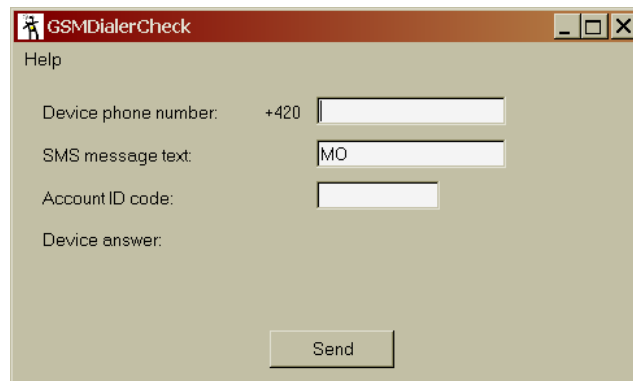 GSMDialerCheck
Help
Device phone number: +420
SMS message text: MO
Account ID code:
Device answer:
Send